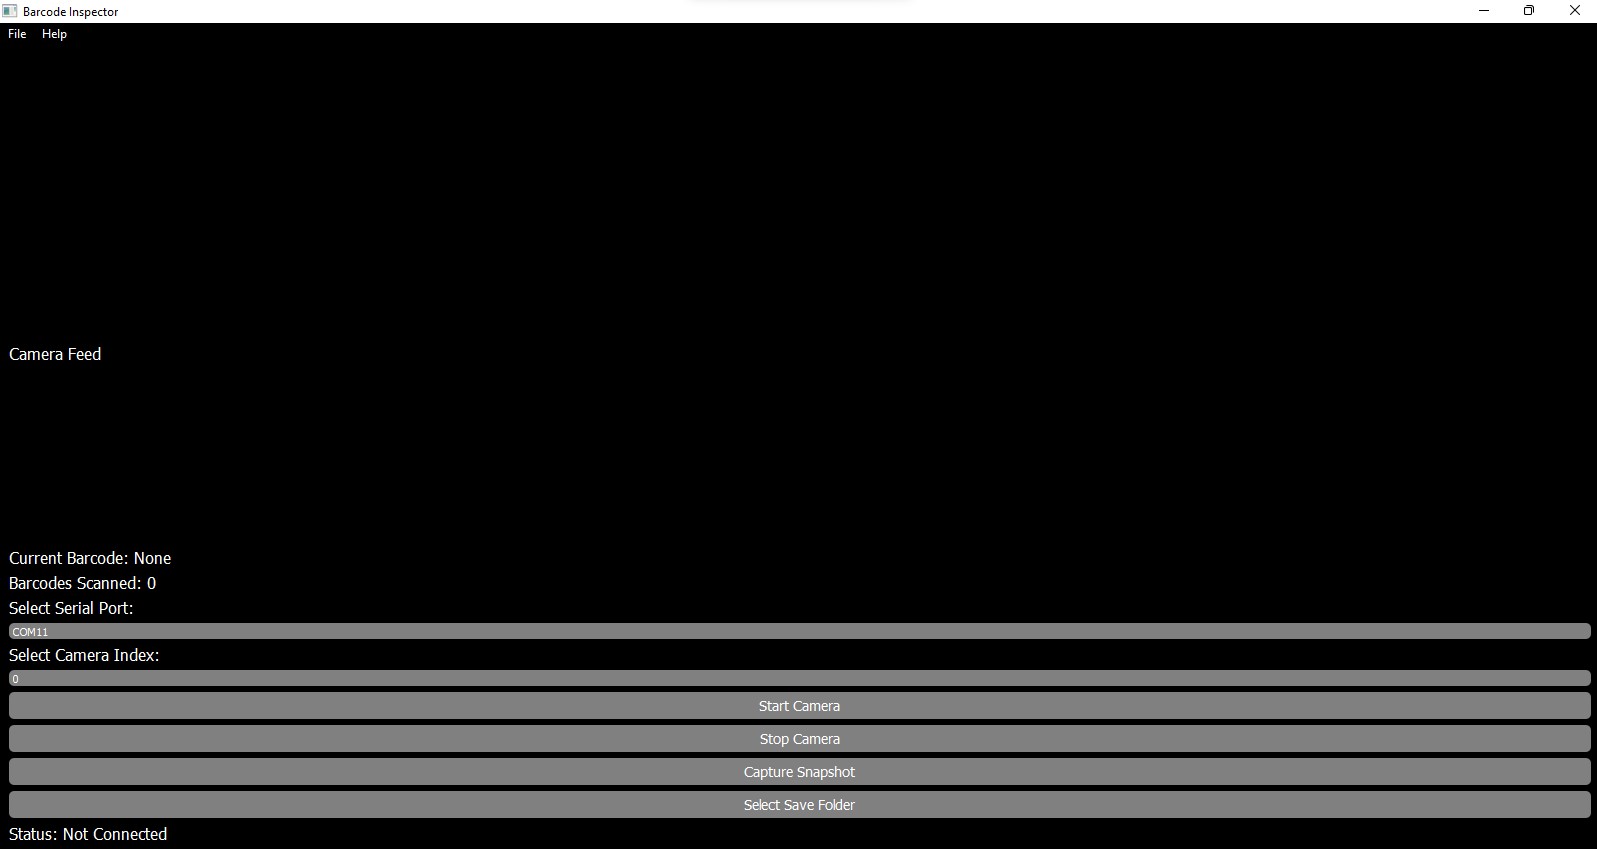 Barcode Inspector
File Help
Camera Feed
Current Barcode: None
Barcodes Scanned: 0
Select Serial Port:
COM11
Select Camera Index:
0
Start Camera
Stop Camera
Capture Snapshot
Select Save Folder
Status: Not Connected